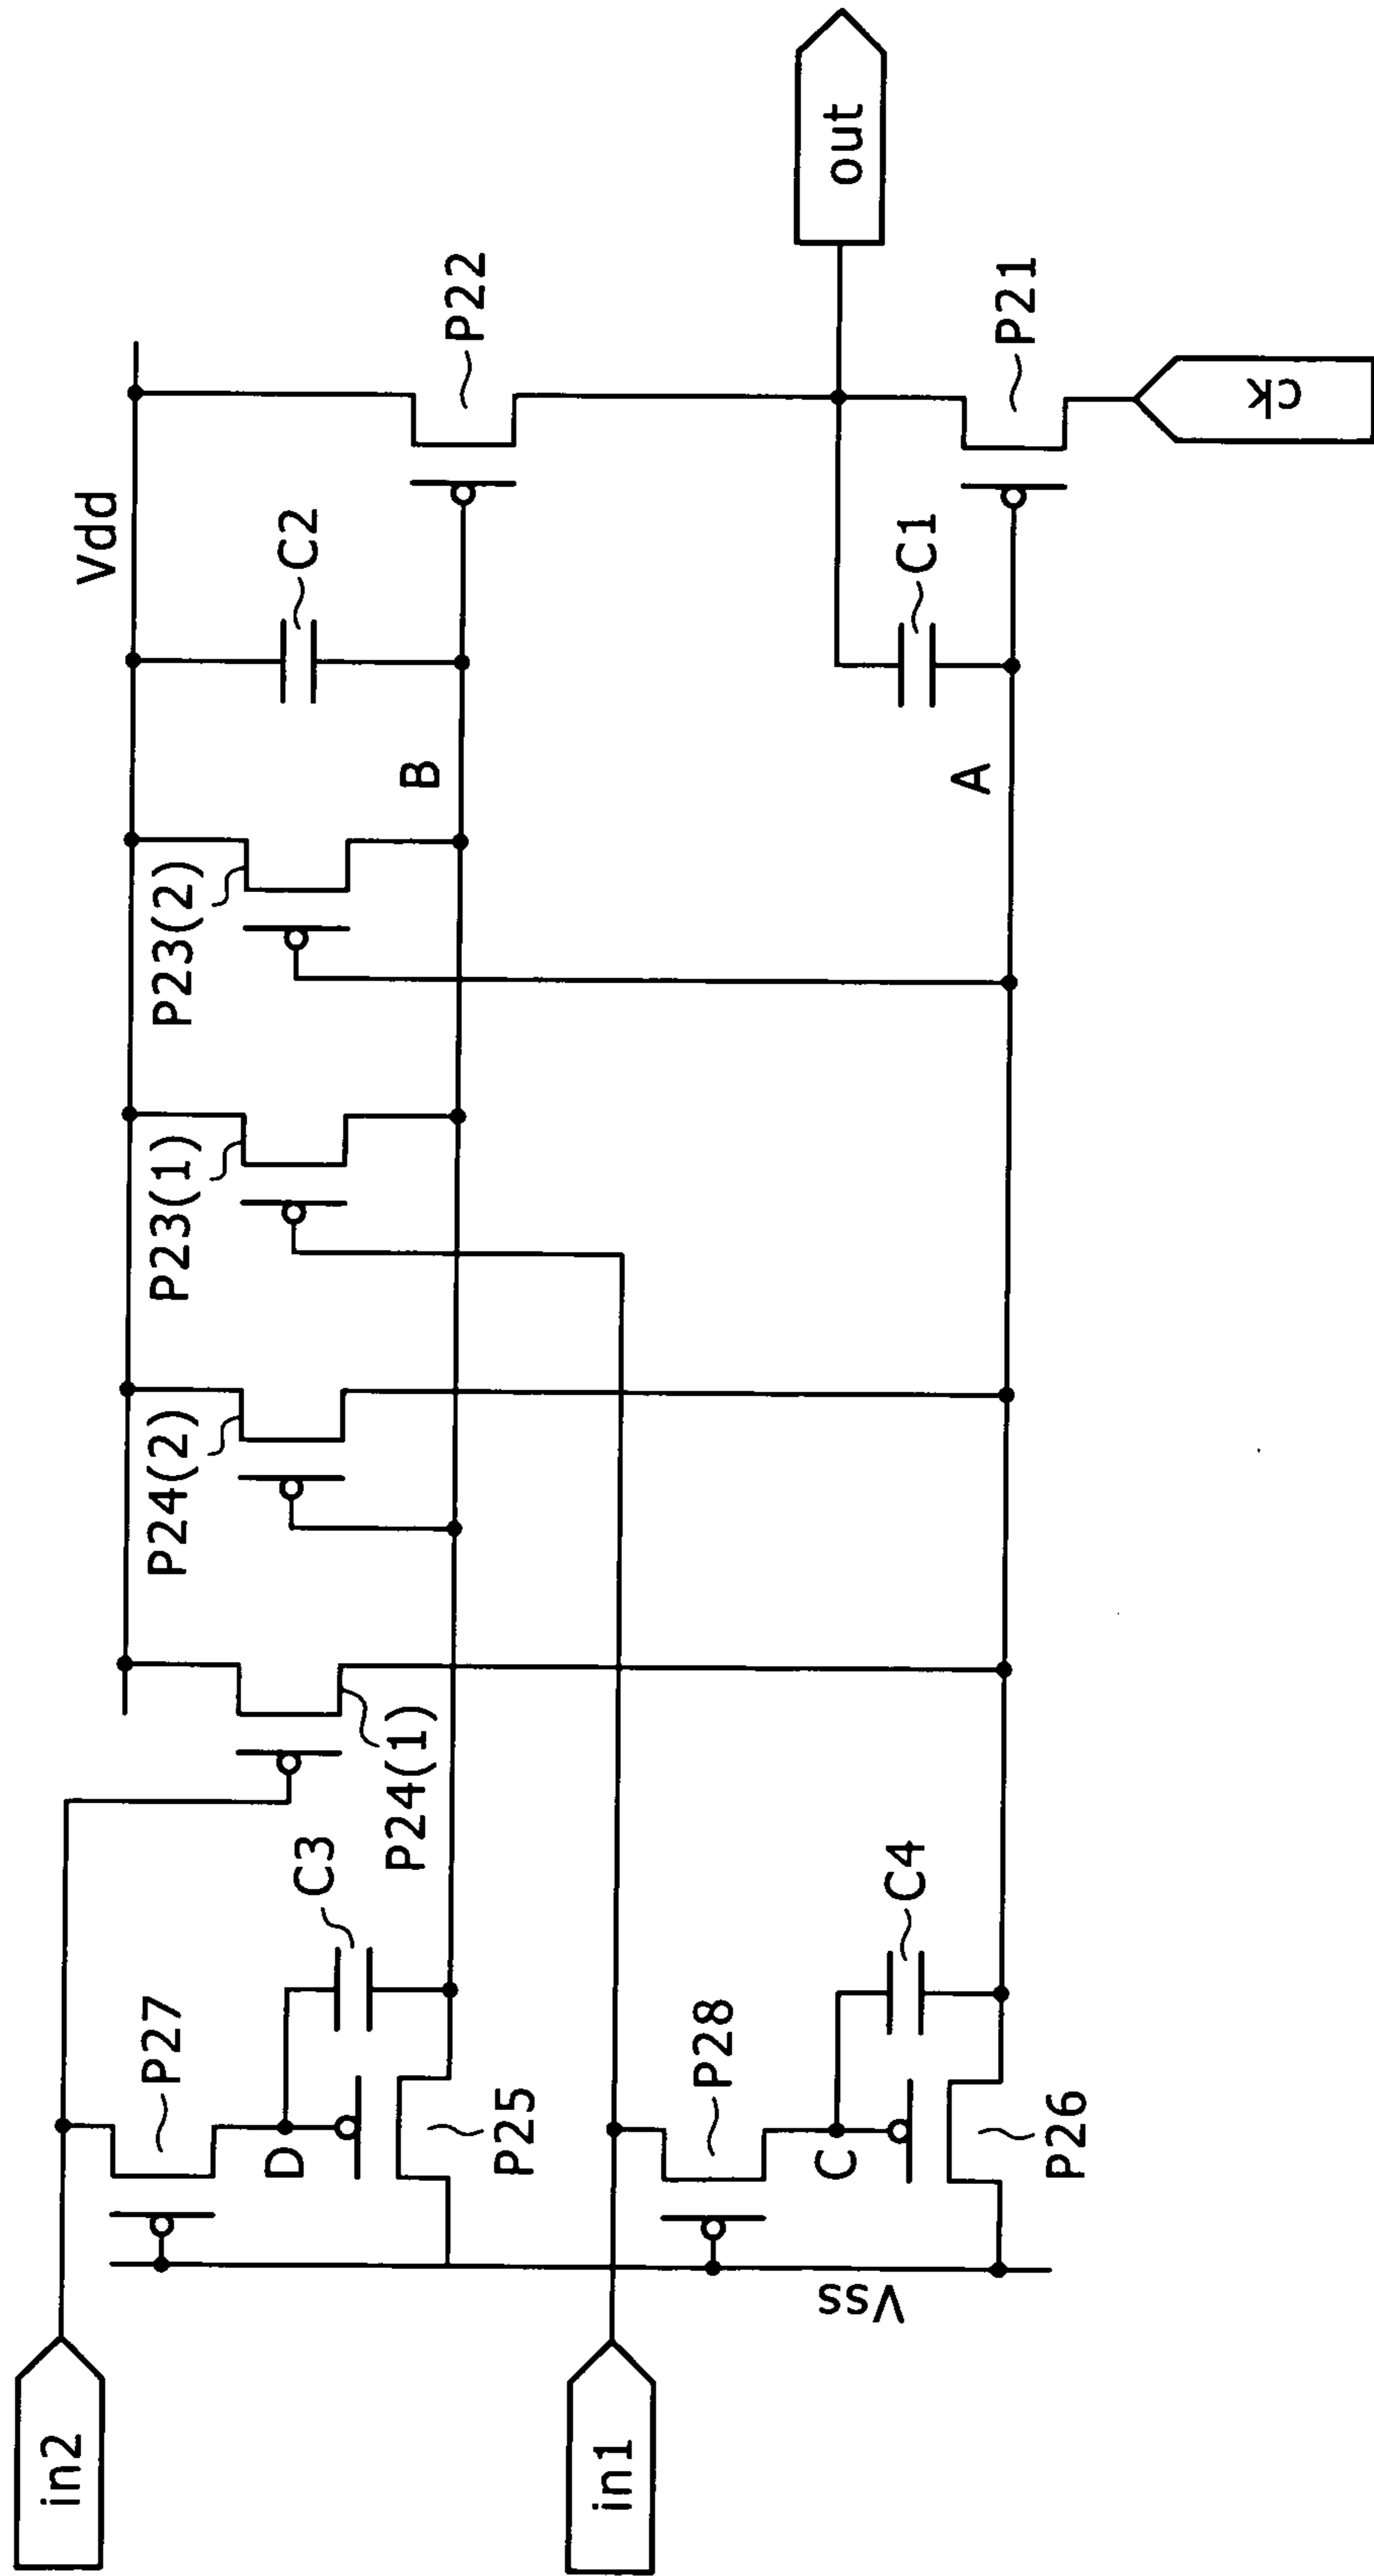 in2
in1
P27
D
C3
P25
P28
C
C4
P26
Vss
P24(1)
P24(2)
P23(1)
P23(2)
Vdd
C2
B
A
C1
P22
P21
out
ck